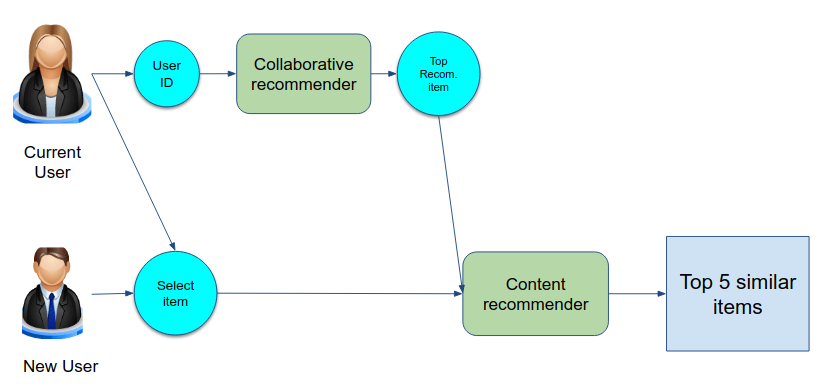 User
ID
Collaborative
recommender
Top
Recom.
item
Current
User
Select
item
Content
recommender
Top 5 similar
items
New User